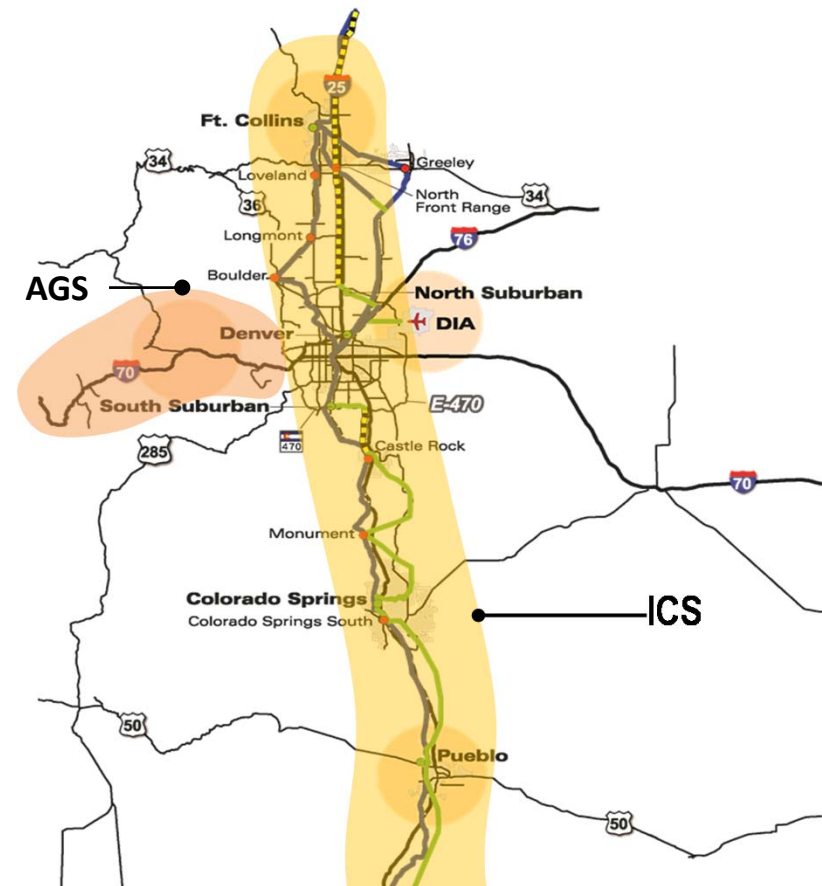 25
Ft. Collins
34
Greeley
Loveland
North
Front Range
34
36
Longmont
76
Boulder
AGS
North Suburban
DIA
Denver
70
South Suburban
E-470
470
Castle Rock
285
70
Monument
Colorado Springs
ICS
Colorado Springs South
50
Pueblo
50